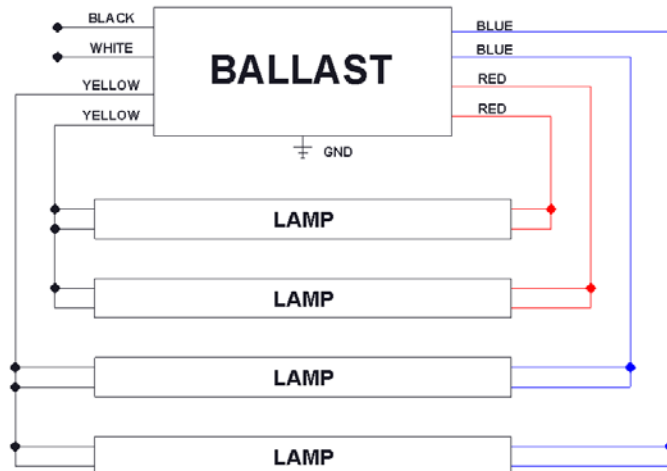 BLACK
WHITE
YELLOW
YELLOW
BALLAST
BLUE
BLUE
RED
RED
GND
LAMP
LAMP
LAMP
LAMP